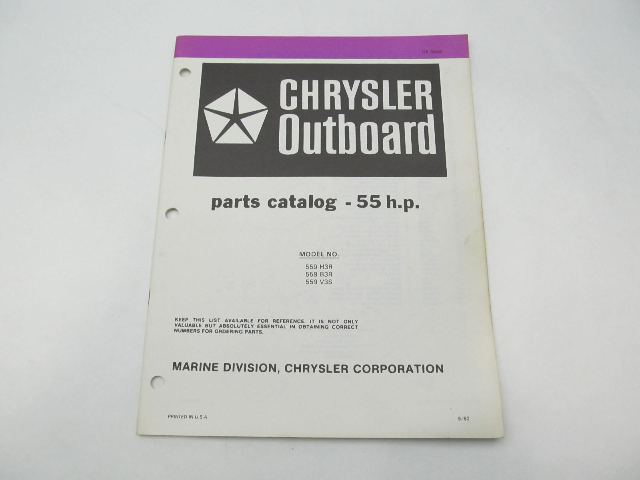 CHRYSLER
Outboard
parts catalog - 55 h.p.
MODEL NO.
559 H3R
559 B3R
559 V3S
KEEP THIS LIST AVAILABLE FOR REFERENCE. IT IS NOT ONLY
VALUABLE BUT ABSOLUTELY ESSENTIAL IN OBTAINING CORRECT
NUMBERS FOR ORDERING PARTS.
MARINE DIVISION, CHRYSLER CORPORATION
PRINTED IN U.S.A.